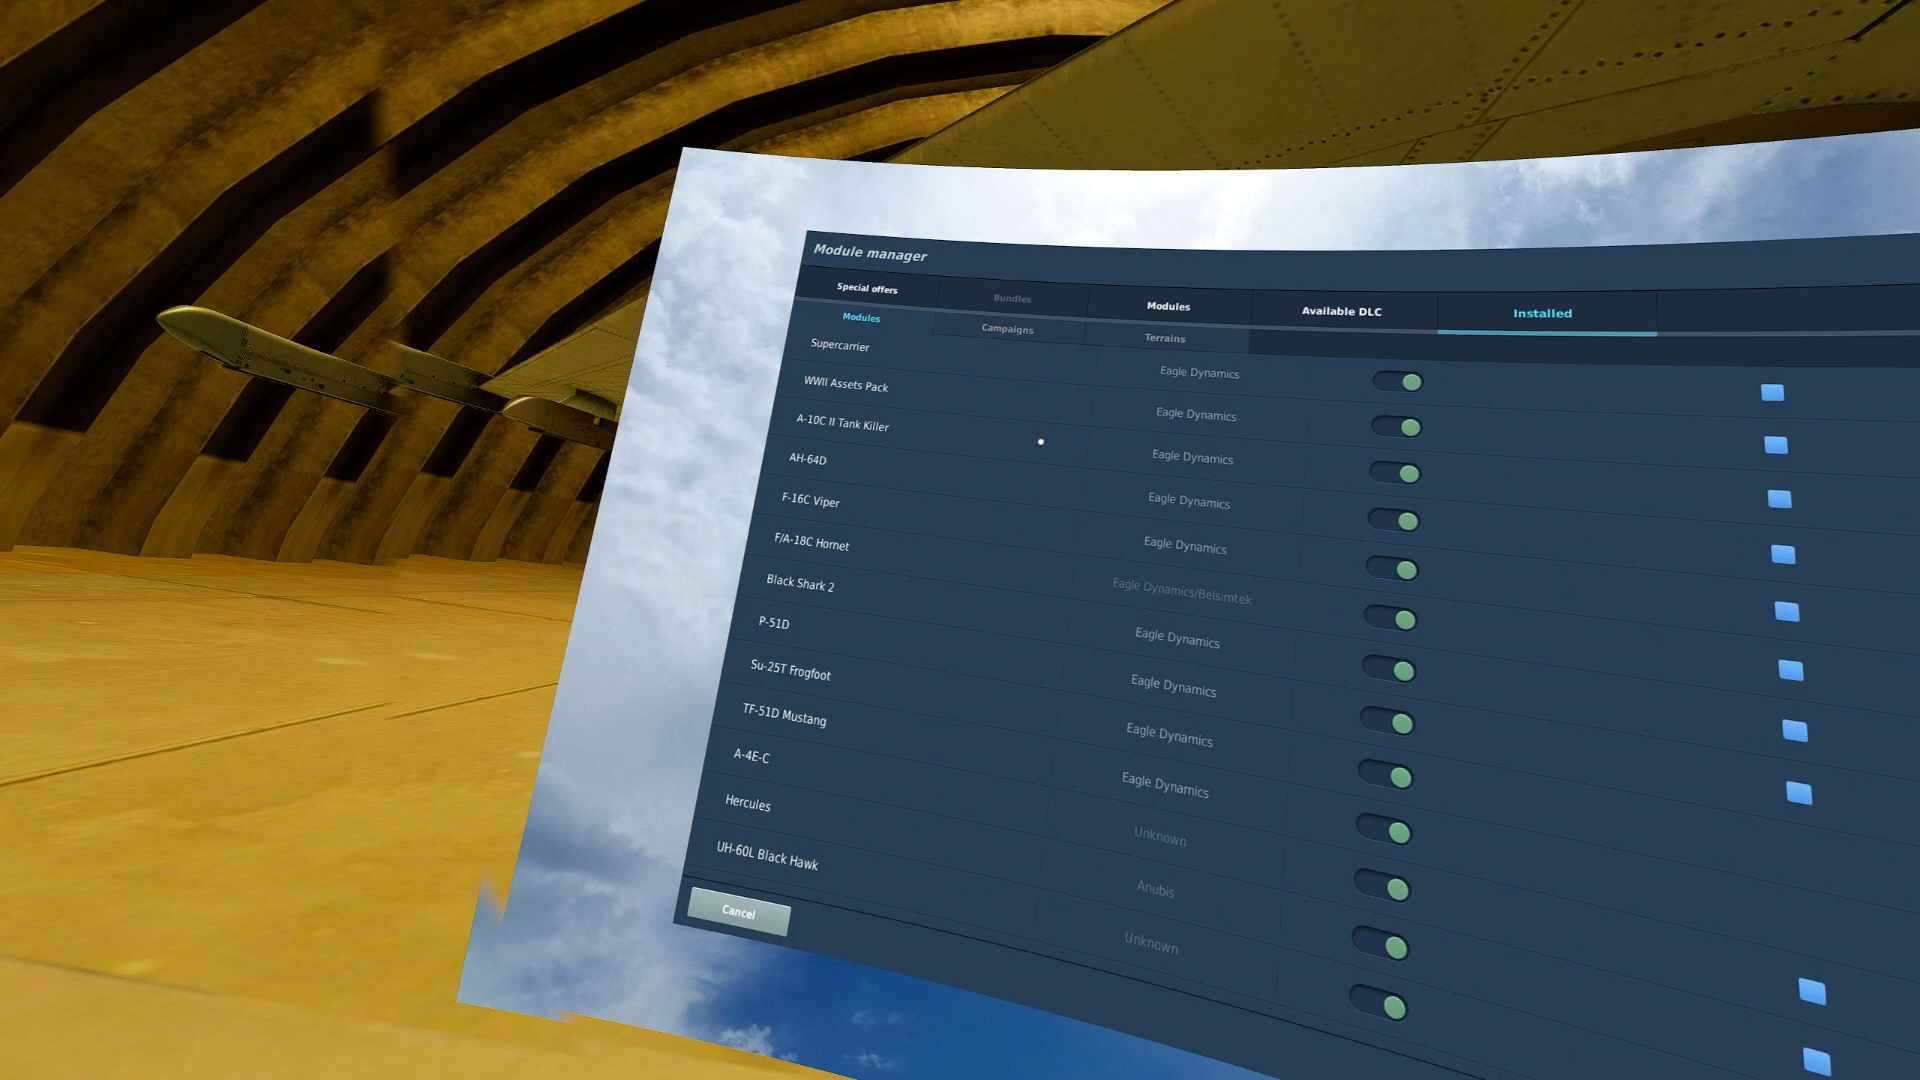 Module manager
Special offers Bundles Modules Available DLC Installed
Modules Campaigns Terrains
Supercarrier Eagle Dynamics
WWII Assets Pack Eagle Dynamics
A-10C II Tank Killer Eagle Dynamics
AH-64D Eagle Dynamics
F-16C Viper Eagle Dynamics
F/A-18C Hornet Eagle Dynamics/Belsimtek
Black Shark 2 Eagle Dynamics
P-51D Eagle Dynamics
Su-25T Frogfoot Eagle Dynamics
TF-51D Mustang Eagle Dynamics
A-4E-C Unknown
Hercules Anubis
UH-60L Black Hawk Unknown
Cancel